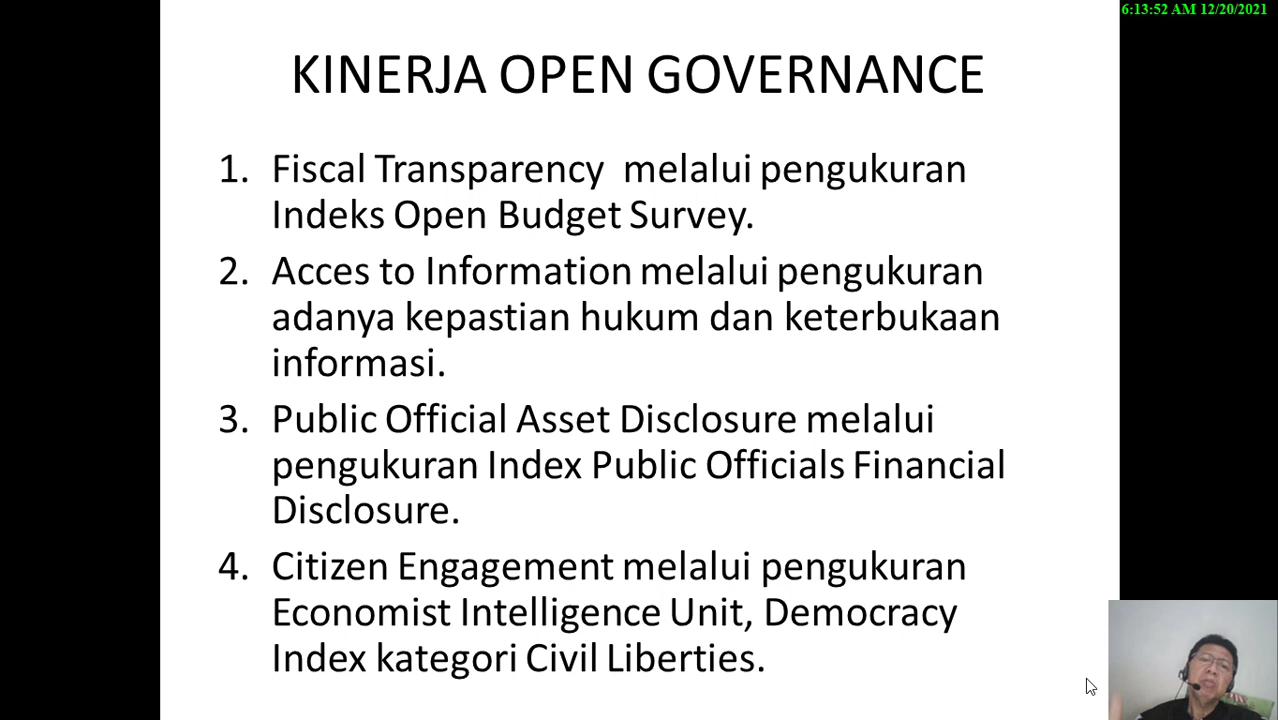 6:13:52 AM 12/20/2021
KINERJA OPEN GOVERNANCE
1. Fiscal Transparency melalui pengukuran
Indeks Open Budget Survey.
2. Acces to Information melalui pengukuran
adanya kepastian hukum dan keterbukaan
informasi.
3. Public Official Asset Disclosure melalui
pengukuran Index Public Officials Financial
Disclosure.
4. Citizen Engagement melalui pengukuran
Economist Intelligence Unit, Democracy
Index kategori Civil Liberties.